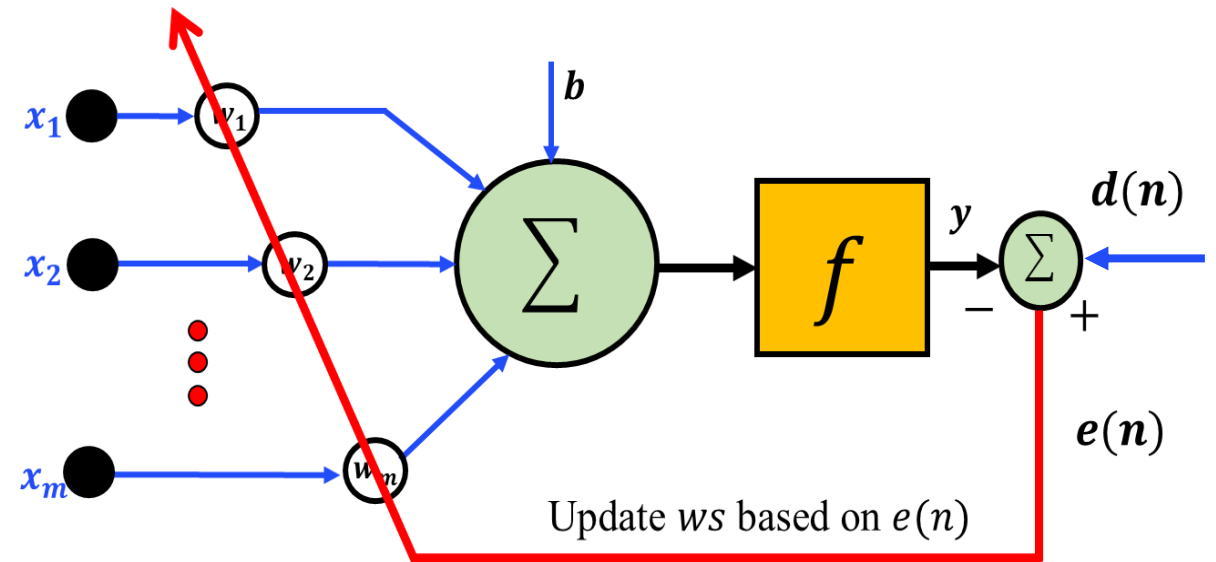 x₁
w₁
b
x₂
w₂
∑
f
y
d(n)
∑
− +
e(n)
xₘ
wₘ
Update ws based on e(n)